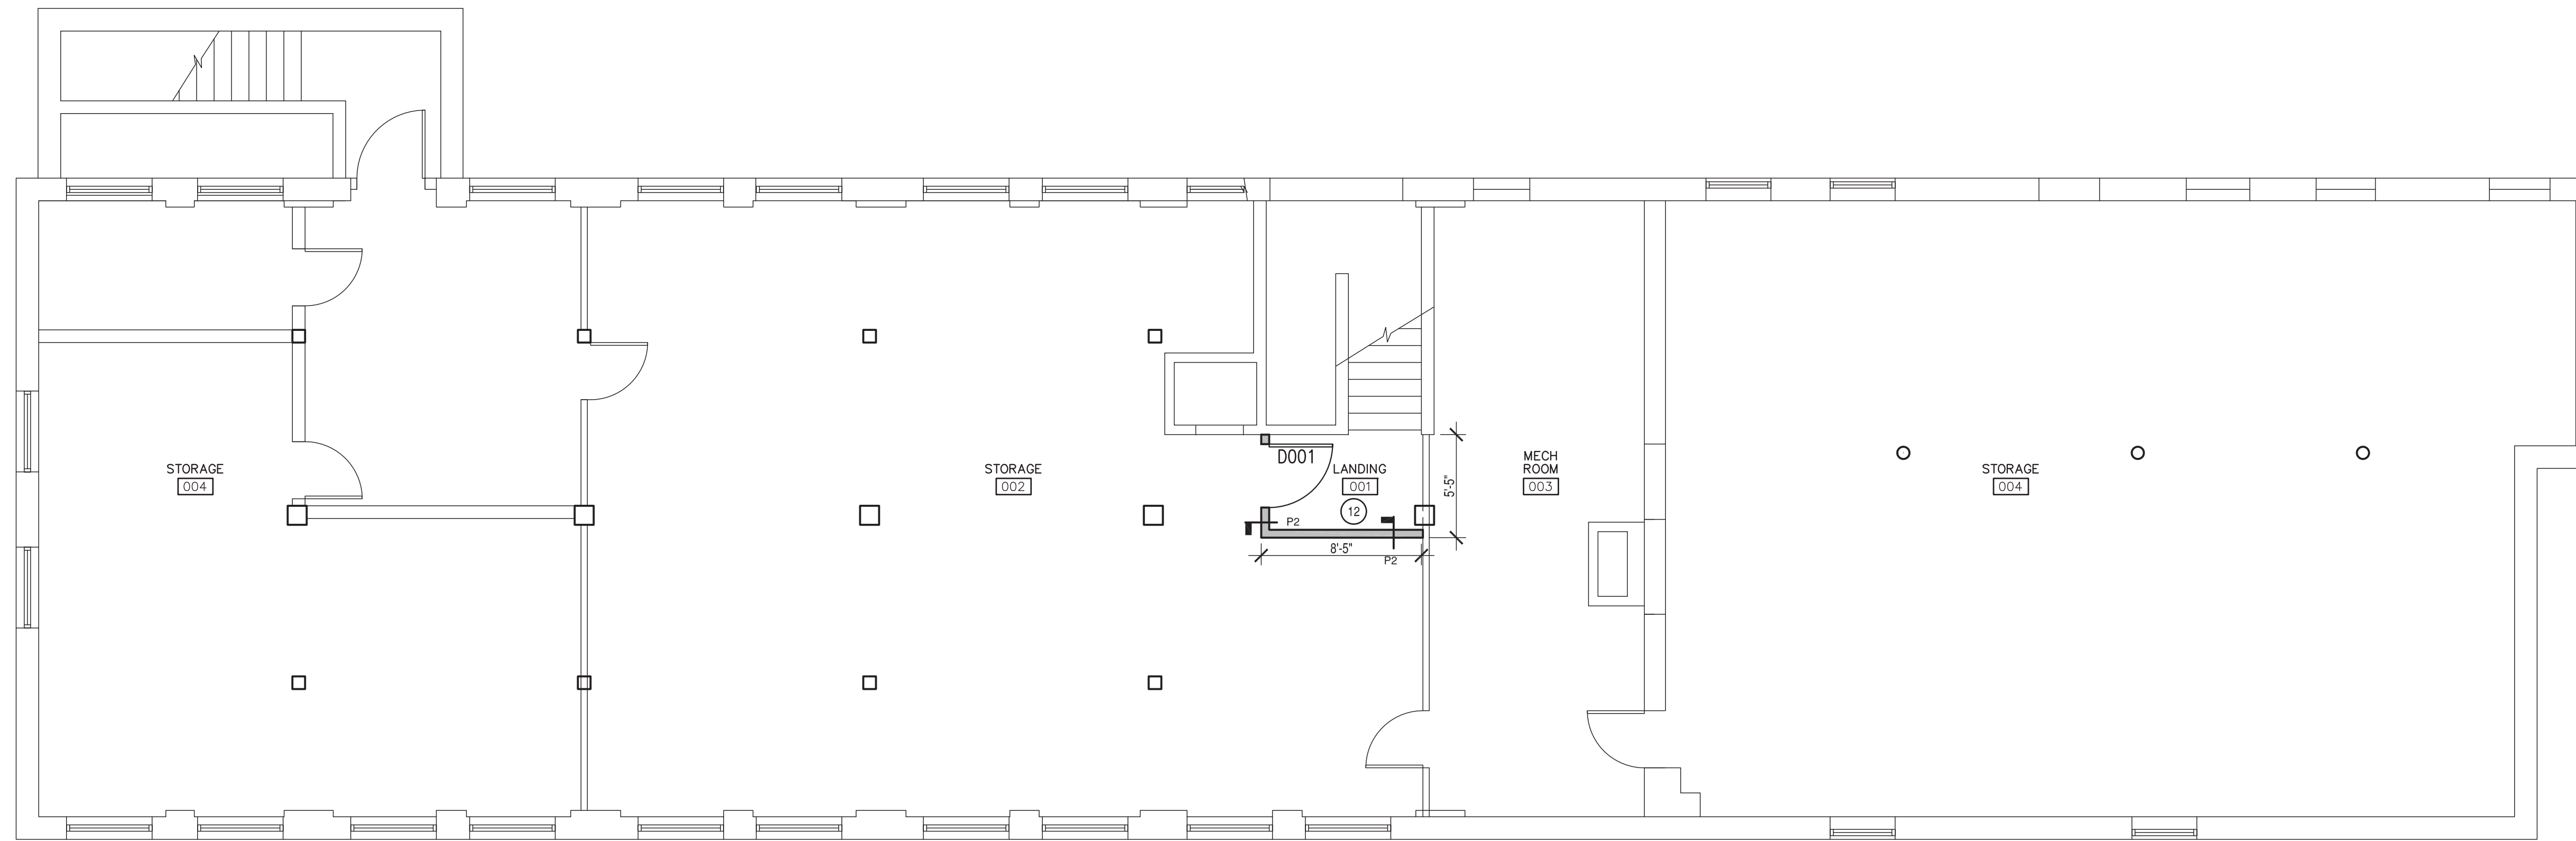 STORAGE
004
STORAGE
002
D001
LANDING
001
12
P2
8'-5"
P2
5'-5"
MECH
ROOM
003
STORAGE
004